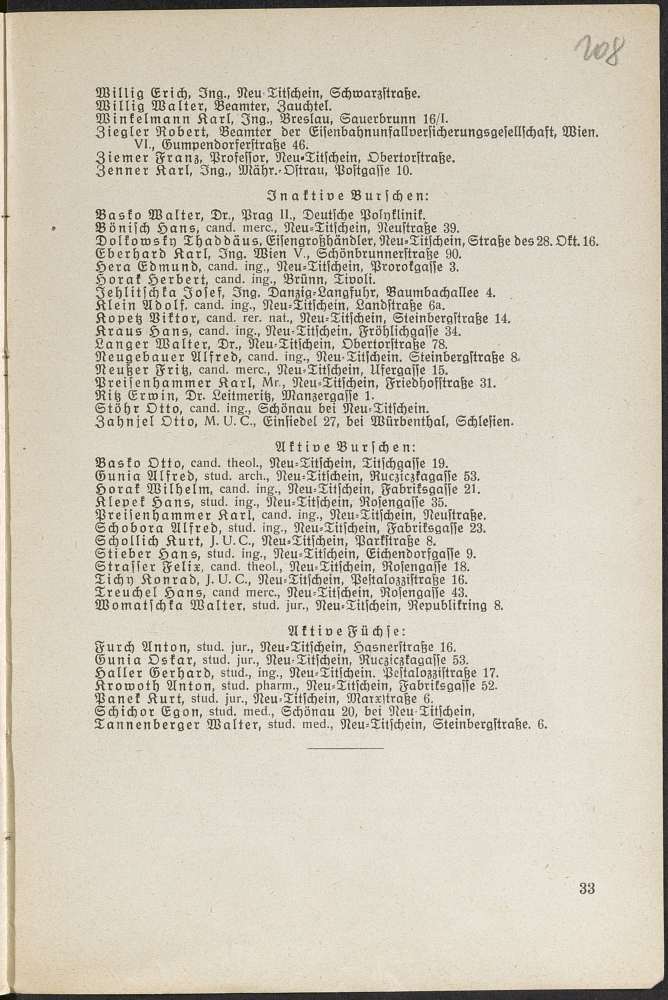 208
Willig Erich, Ing., Neu-Titschein, Schwarzstraße.
Willig Walter, Beamter, Zauchtel.
Winkelmann Karl, Ing., Breslau, Sauerbrunn 16/I.
Ziegler Robert, Beamter der Eisenbahnunfallversicherungsgesellschaft, Wien.
VI., Gumpendorferstraße 46.
Ziemer Franz, Professor, Neu-Titschein, Obertorstraße.
Zenner Karl, Ing., Mähr.-Ostrau, Postgasse 10.
Inaktive Burschen:
Basko Walter, Dr., Prag II., Deutsche Polyklinik.
Bönisch Hans, cand. merc., Neu-Titschein, Neustraße 39.
Dolkowsky Thaddäus, Eisengroßhändler, Neu-Titschein, Straße des 28. Okt. 16.
Eberhard Karl, Ing. Wien V., Schönbrunnerstraße 90.
Hera Edmund, cand. ing., Neu-Titschein, Prorokgasse 3.
Horak Herbert, cand. ing., Brünn, Tivoli.
Jehlitschka Josef, Ing. Danzig-Langfuhr, Baumbachallee 4.
Klein Adolf. cand. ing., Neu-Titschein, Landstraße 6a.
Kopetz Viktor, cand. rer. nat., Neu-Titschein, Steinbergstraße 14.
Kraus Hans, cand. ing., Neu-Titschein, Fröhlichgasse 34.
Langer Walter, Dr., Neu-Titschein, Obertorstraße 78.
Neugebauer Alfred, cand. ing., Neu-Titschein. Steinbergstraße 8.
Neußer Fritz, cand. merc., Neu-Titschein, Ufergasse 15.
Preisenhammer Karl, Mr., Neu-Titschein, Friedhofstraße 31.
Ritz Erwin, Dr. Leitmeritz, Manzergasse 1.
Stöhr Otto, cand. ing., Schönau bei Neu-Titschein.
Zahnjel Otto, M. U. C., Einsiedel 27, bei Würbenthal, Schlesien.
Aktive Burschen:
Basko Otto, cand. theol., Neu-Titschein, Titschgasse 19.
Gunia Alfred, stud. arch., Neu-Titschein, Rucziczkagasse 53.
Horak Wilhelm, cand. ing., Neu-Titschein, Fabriksgasse 21.
Klepek Hans, stud. ing., Neu-Titschein, Rosengasse 35.
Preisenhammer Karl, cand. ing., Neu-Titschein, Neustraße.
Schobora Alfred, stud. ing., Neu-Titschein, Fabriksgasse 23.
Schollich Kurt, J. U. C., Neu-Titschein, Parkstraße 8.
Stieber Hans, stud. ing., Neu-Titschein, Eichendorfgasse 9.
Strasser Felix, cand. theol., Neu-Titschein, Rosengasse 18.
Tichy Konrad, J. U. C., Neu-Titschein, Pestalozzistraße 16.
Treuchel Hans, cand merc., Neu-Titschein, Rosengasse 43.
Womatschka Walter, stud. jur., Neu-Titschein, Republikring 8.
Aktive Füchse:
Furch Anton, stud. jur., Neu-Titschein, Hasnerstraße 16.
Gunia Oskar, stud. jur., Neu-Titschein, Rucziczkagasse 53.
Haller Gerhard, stud., ing., Neu-Titschein. Pestalozzistraße 17.
Krowoth Anton, stud. pharm., Neu-Titschein, Fabriksgasse 52.
Panek Kurt, stud. jur., Neu-Titschein, Marxstraße 6.
Schichor Egon, stud. med., Schönau 20, bei Neu-Titschein,
Tannenberger Walter, stud. med., Neu-Titschein, Steinbergstraße. 6.
33